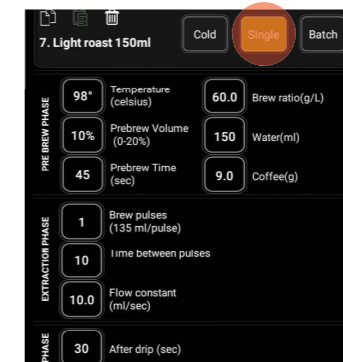 7. Light roast 150ml
Cold
Single
Batch
PRE BREW PHASE
98°
Temperature
(celsius)
60.0
Brew ratio(g/L)
10%
Prebrew Volume
(0-20%)
150
Water(ml)
45
Prebrew Time
(sec)
9.0
Coffee(g)
EXTRACTION PHASE
1
Brew pulses
(135 ml/pulse)
10
Time between pulses
10.0
Flow constant
(ml/sec)
PHASE
30
After drip (sec)